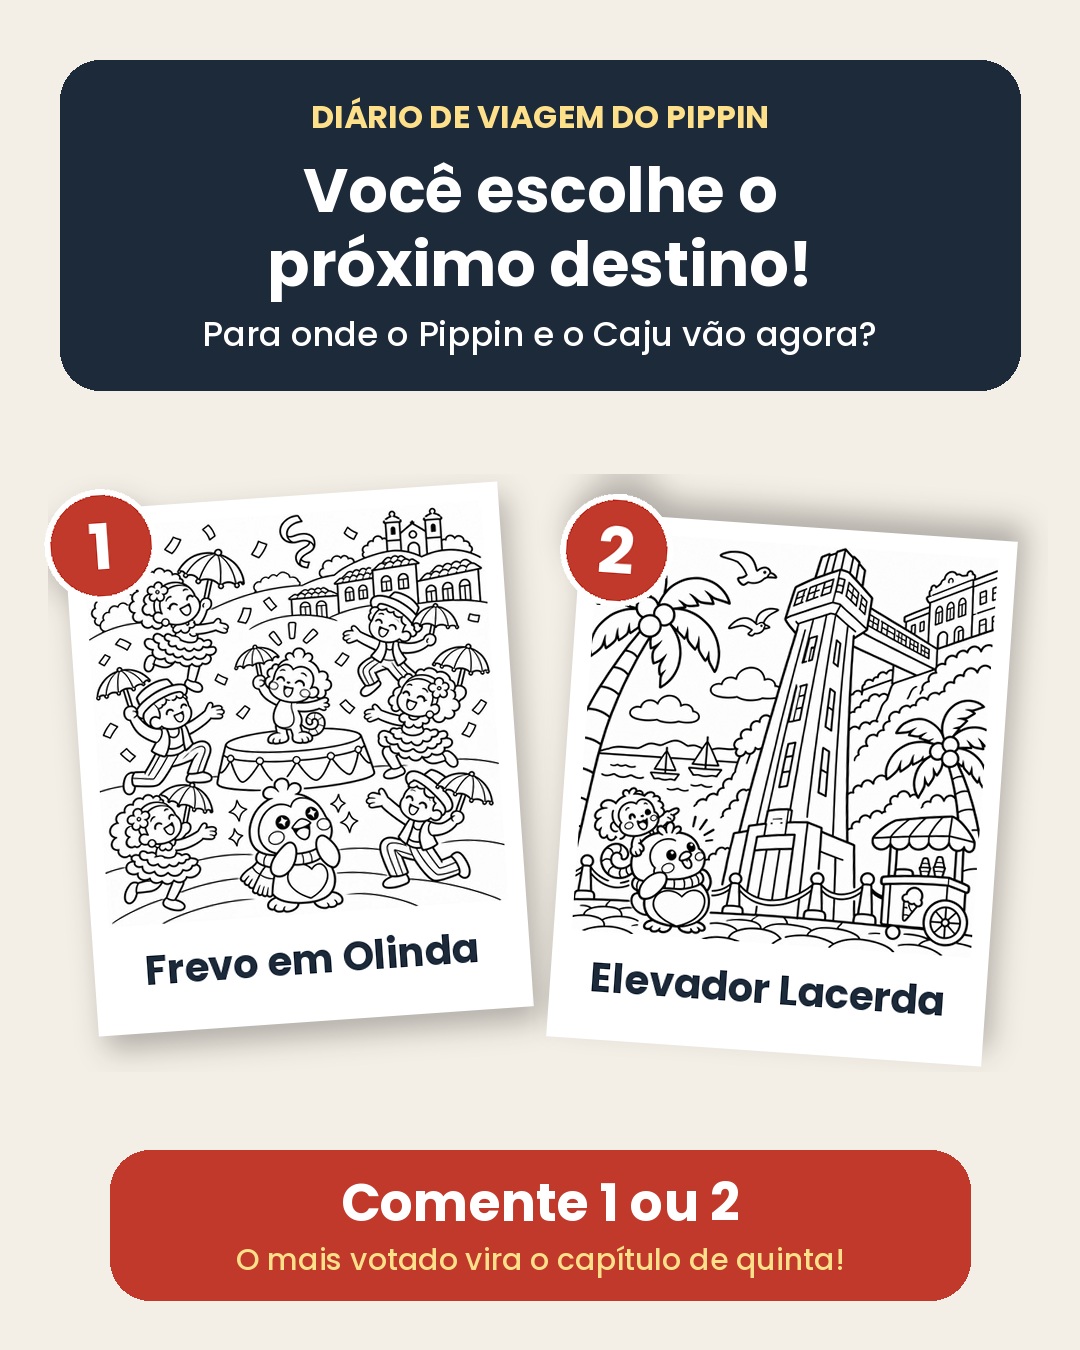 DIÁRIO DE VIAGEM DO PIPPIN
Você escolhe o
próximo destino!
Para onde o Pippin e o Caju vão agora?
1
Frevo em Olinda
2
Elevador Lacerda
Comente 1 ou 2
O mais votado vira o capítulo de quinta!